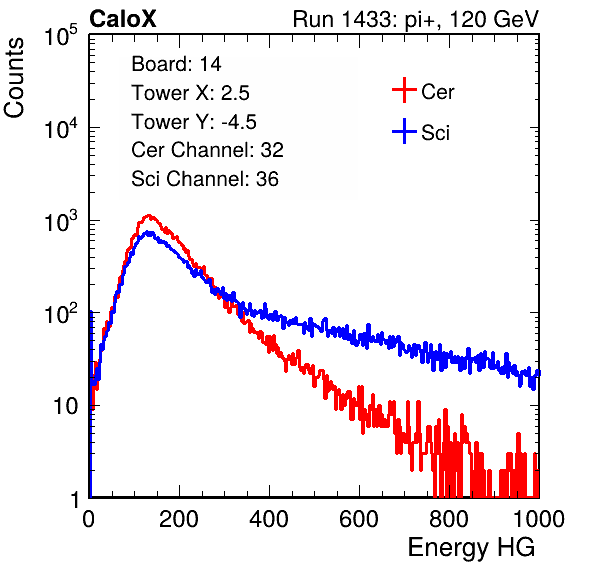 CaloX Run 1433: pi+, 120 GeV
Board: 14
Tower X: 2.5
Tower Y: -4.5
Cer Channel: 32
Sci Channel: 36
Cer
Sci
Counts
10^5
10^4
10^3
10^2
10
1
0 200 400 600 800 1000
Energy HG